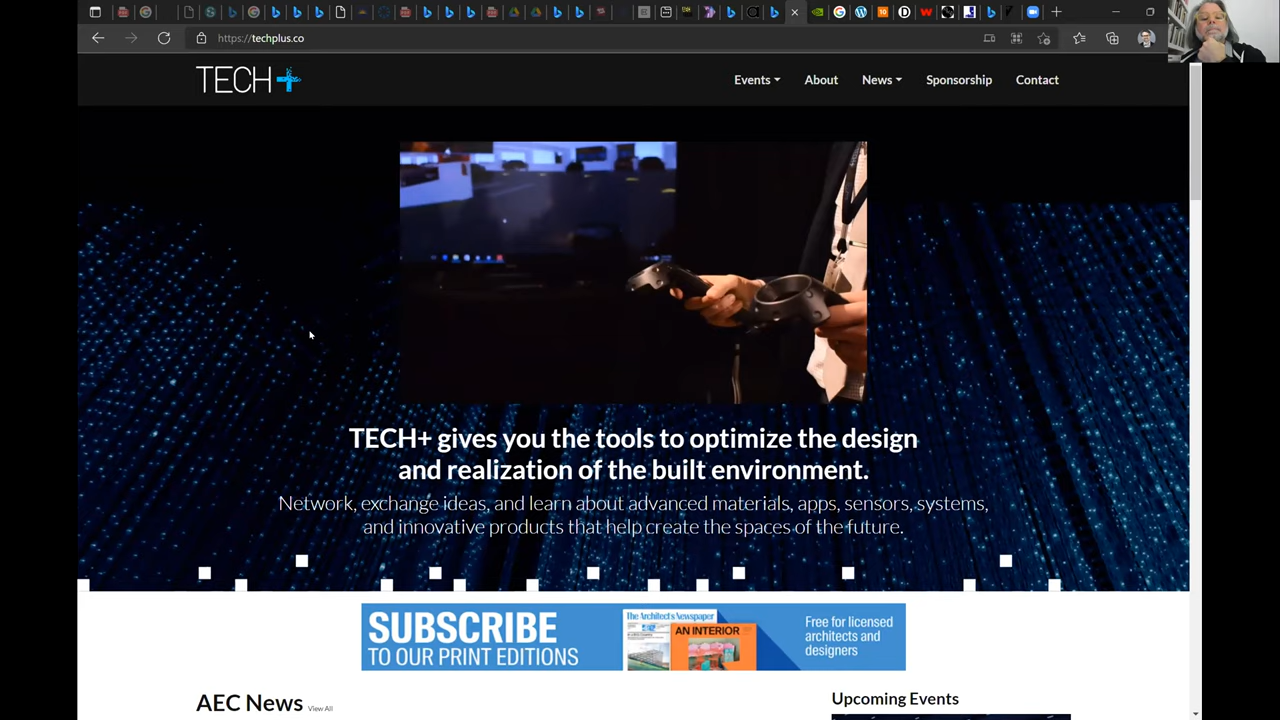 https://techplus.co
TECH+
Events
About
News
Sponsorship
Contact
TECH+ gives you the tools to optimize the design
and realization of the built environment.
Network, exchange ideas, and learn about advanced materials, apps, sensors, systems,
and innovative products that help create the spaces of the future.
SUBSCRIBE
TO OUR PRINT EDITIONS
The Architect's Newspaper
AN INTERIOR
Free for licensed
architects and
designers
AEC News View All
Upcoming Events